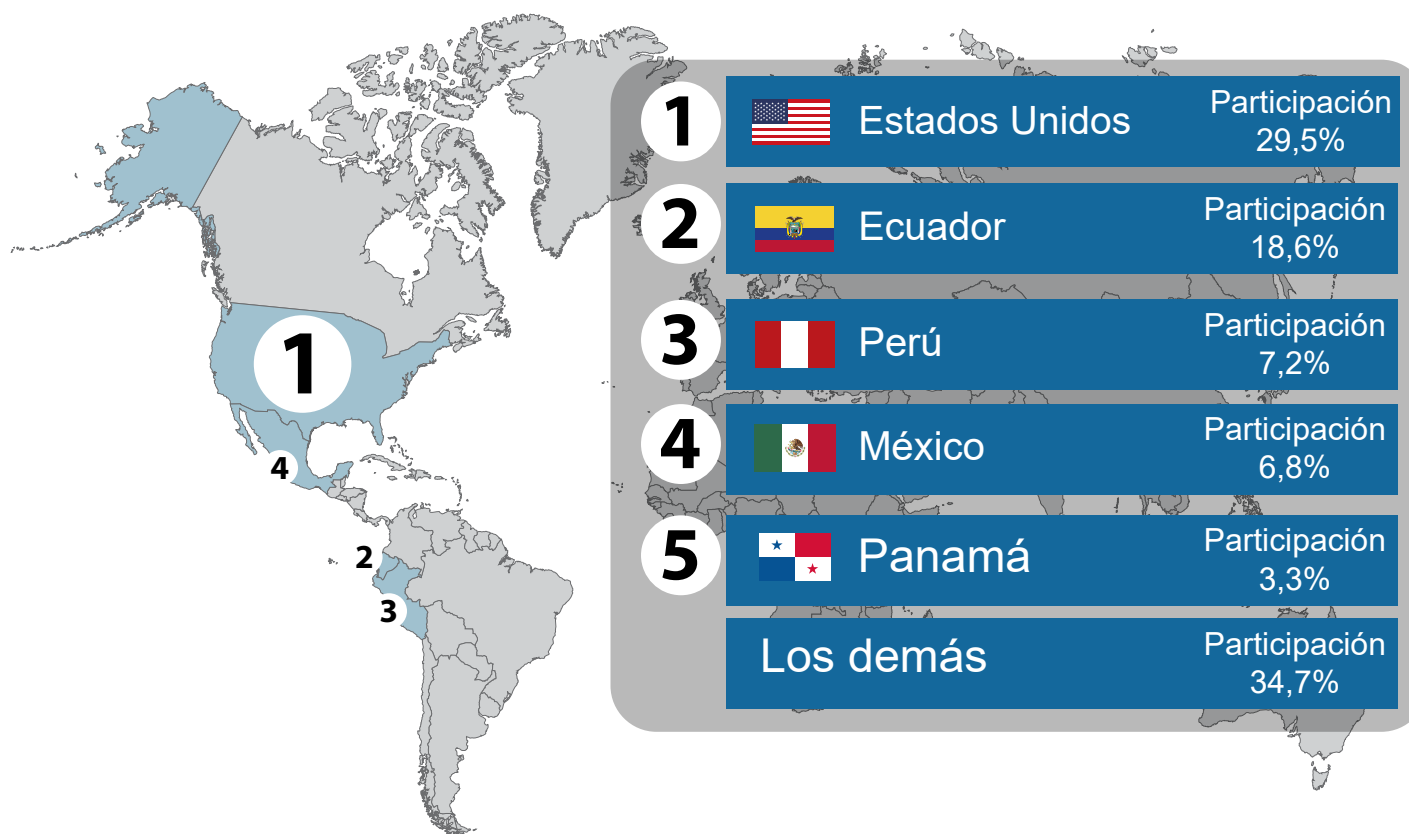 1
Estados Unidos
Participación
29,5%
2
Ecuador
Participación
18,6%
3
Perú
Participación
7,2%
4
México
Participación
6,8%
5
Panamá
Participación
3,3%
Los demás
Participación
34,7%
1
4
2
3